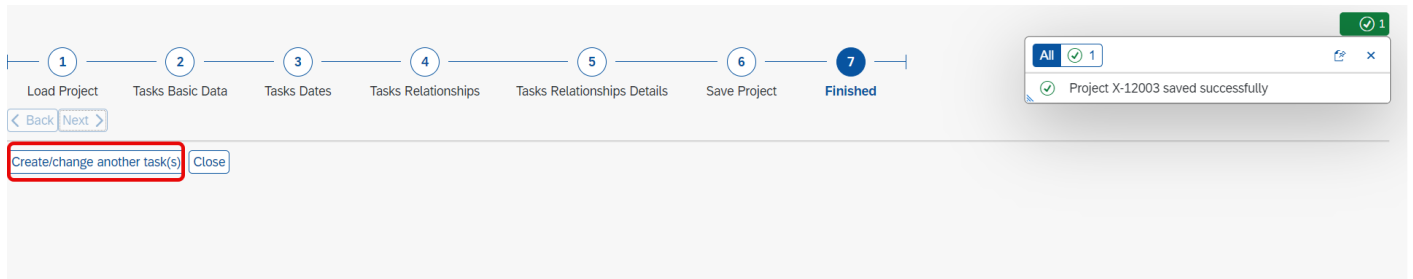 1
1 2 3 4 5 6 7
Load Project Tasks Basic Data Tasks Dates Tasks Relationships Tasks Relationships Details Save Project Finished
All 1
Project X-12003 saved successfully
Back Next
Create/change another task(s) Close